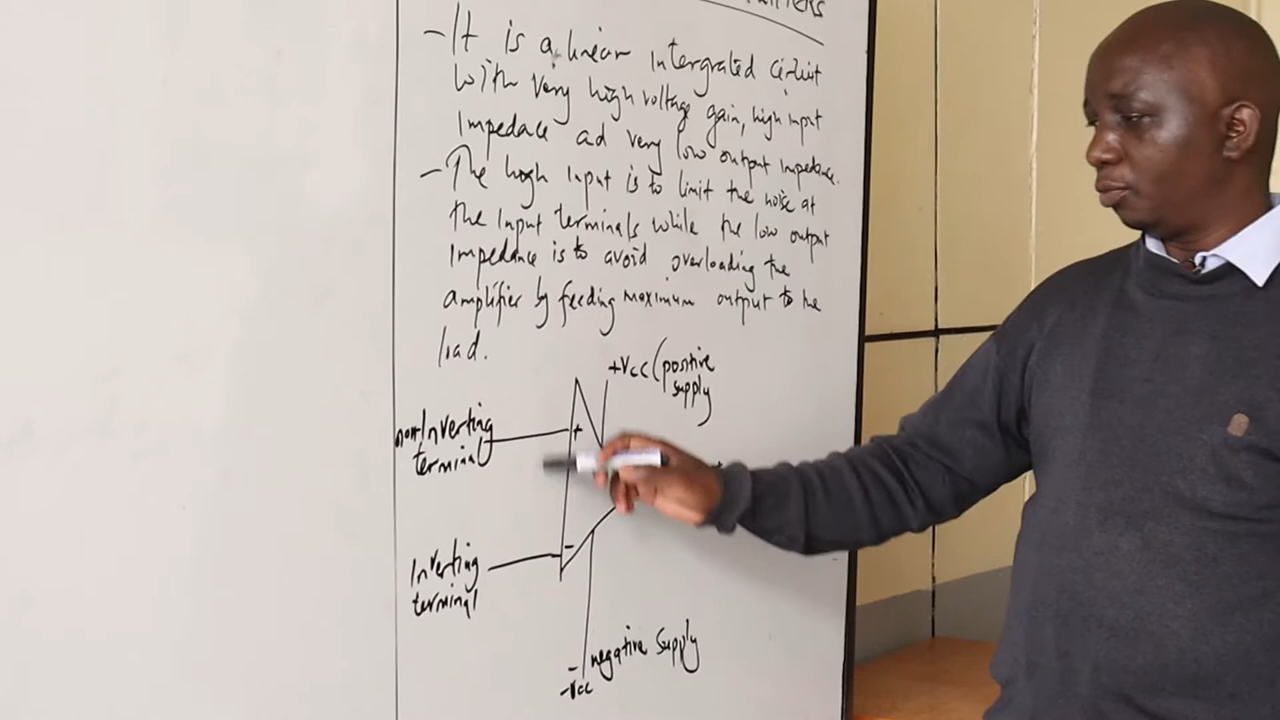 - It is a linear intergrated circuit
with very high voltage gain, high input
impedace ad very low output impedance.
- The high input is to limit the noise at
the input terminals while the low output
impedance is to avoid overloading the
amplifier by feeding maximum output to the
load.
+Vcc (positive
supply
non-Inverting
terminal
+
-
Inverting
terminal
negative supply
-Vcc